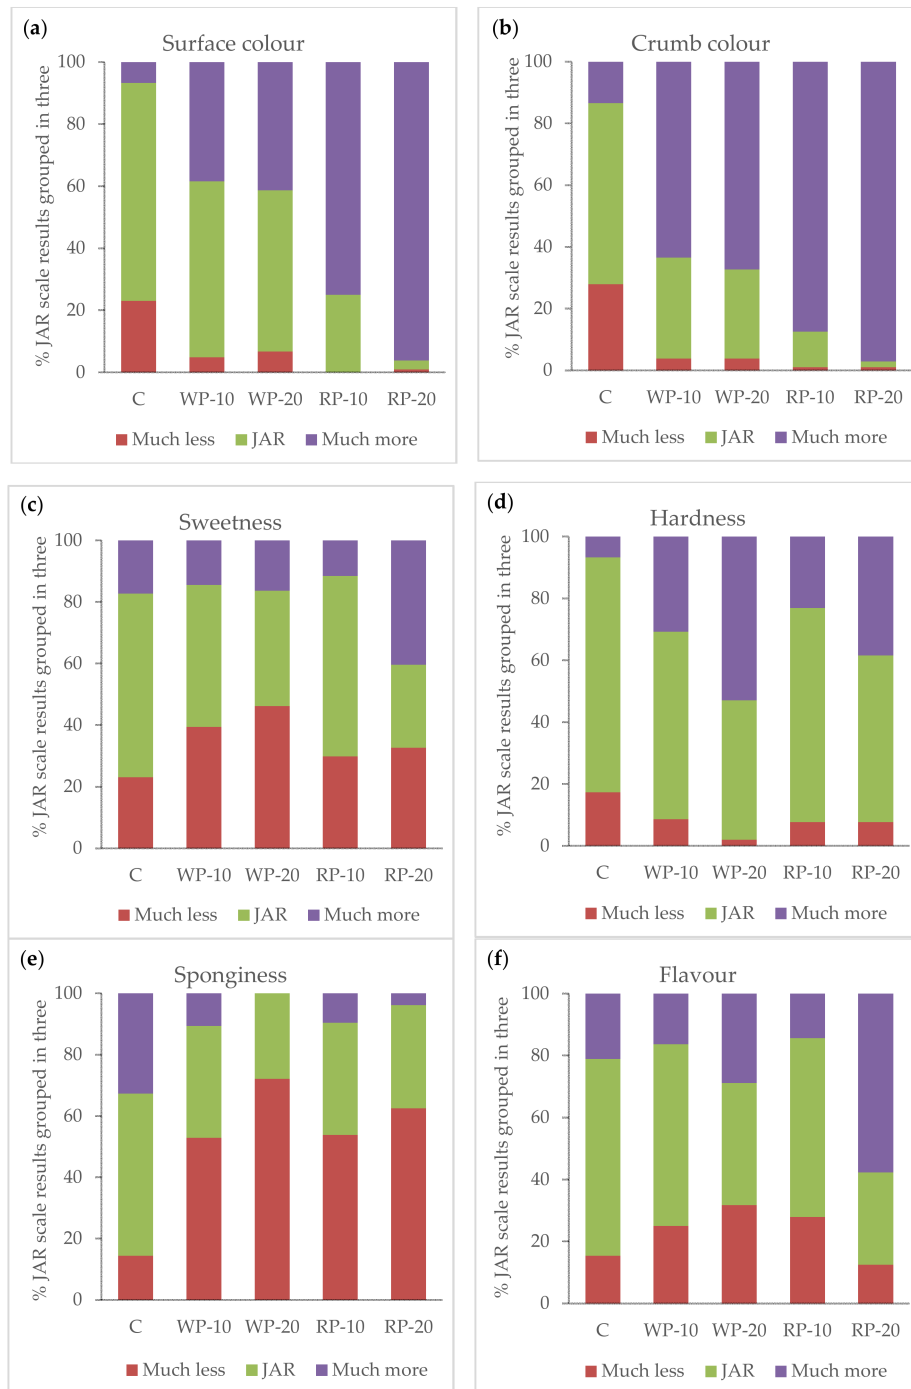 (a)
Surface colour
% JAR scale results grouped in three
100
80
60
40
20
0
C WP-10 WP-20 RP-10 RP-20
Much less JAR Much more
(b)
Crumb colour
% JAR scale results grouped in three
100
80
60
40
20
0
C WP-10 WP-20 RP-10 RP-20
Much less JAR Much more
(c)
Sweetness
% JAR scale results grouped in three
100
80
60
40
20
0
C WP-10 WP-20 RP-10 RP-20
Much less JAR Much more
(d)
Hardness
% JAR scale results grouped in three
100
80
60
40
20
0
C WP-10 WP-20 RP-10 RP-20
Much less JAR Much more
(e)
Sponginess
% JAR scale results grouped in three
100
80
60
40
20
0
C WP-10 WP-20 RP-10 RP-20
Much less JAR Much more
(f)
Flavour
% JAR scale results grouped in three
100
80
60
40
20
0
C WP-10 WP-20 RP-10 RP-20
Much less JAR Much more